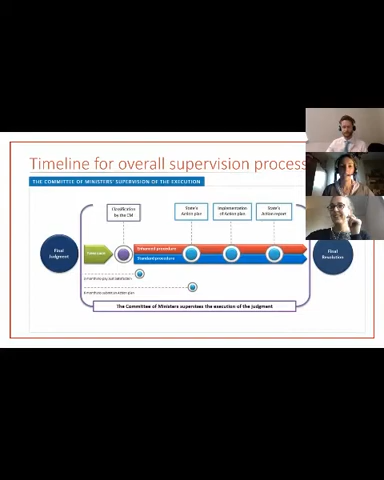 Timeline for overall supervision process
THE COMMITTEE OF MINISTERS' SUPERVISION OF THE EXECUTION
Classification
by the CM
State's
Action plan
Implementation
of Action plan
State's
Action report
Final
Judgment
Enhanced procedure
Standard procedure
Final
Resolution
The Committee of Ministers supervises the execution of the judgment